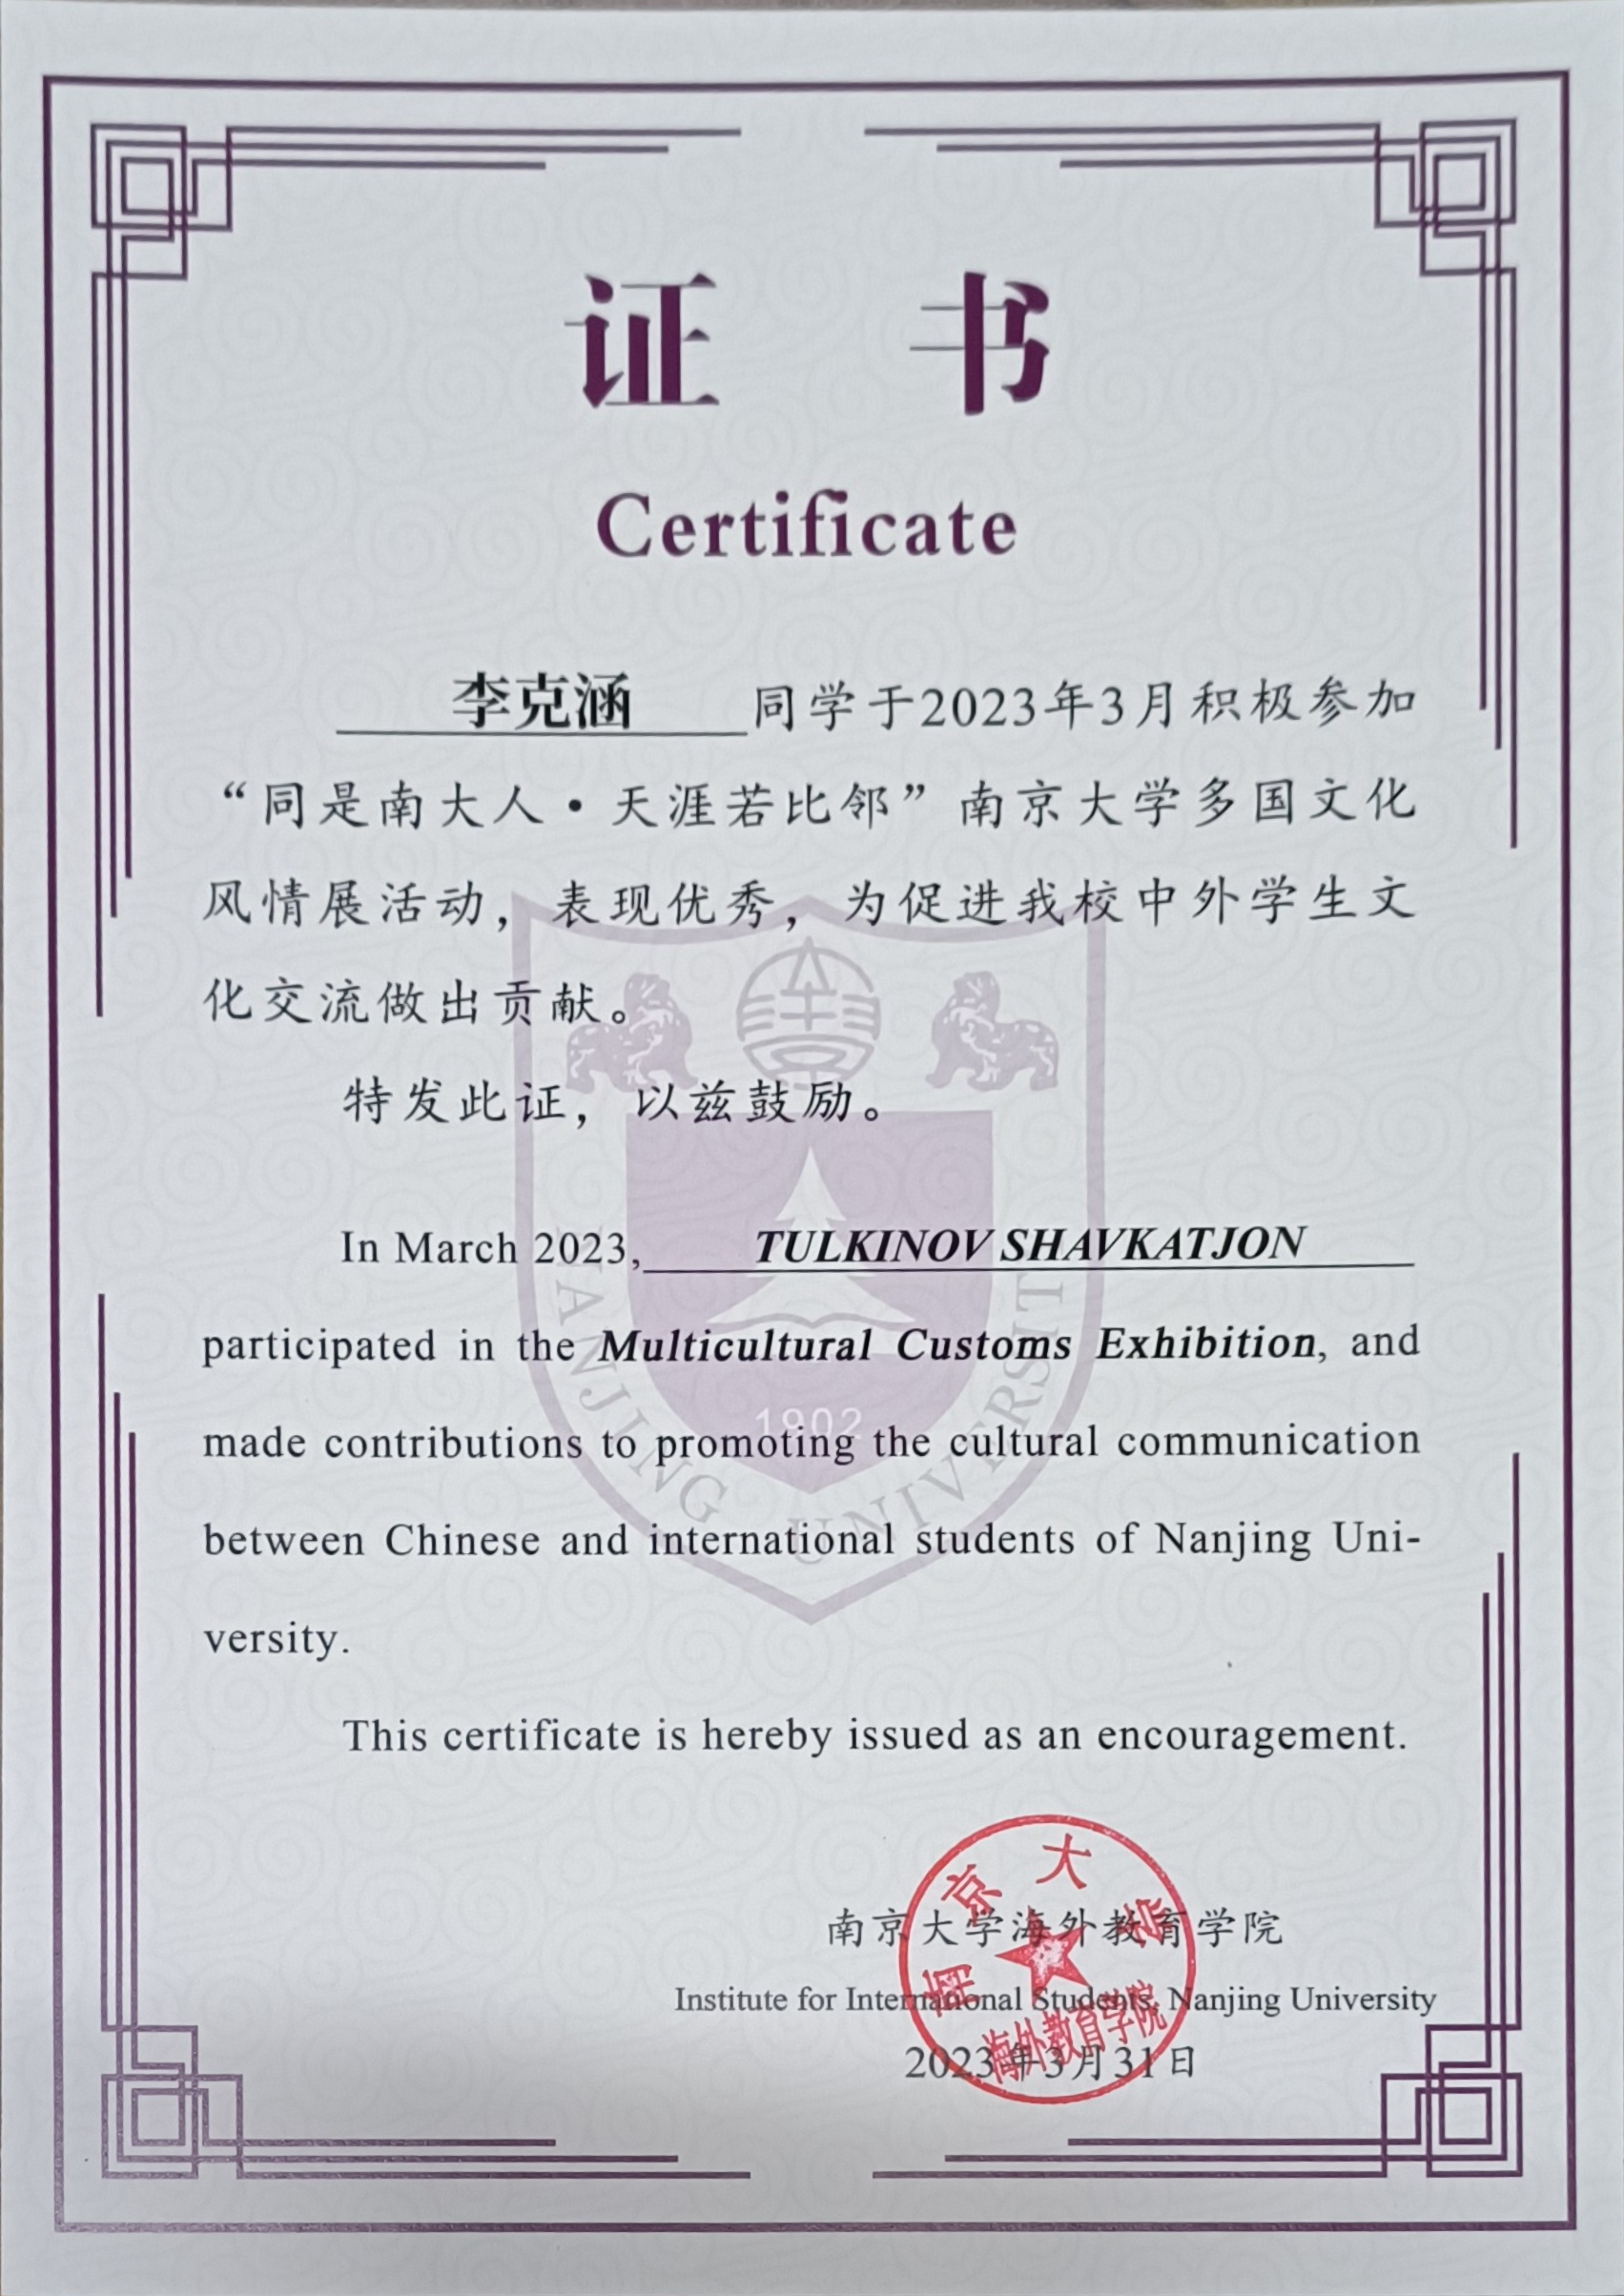 证 书
Certificate
李克涵 同学于2023年3月积极参加
“同是南大人·天涯若比邻”南京大学多国文化
风情展活动，表现优秀，为促进我校中外学生文
化交流做出贡献。
特发此证，以兹鼓励。
In March 2023, TULKINOV SHAVKATJON
participated in the Multicultural Customs Exhibition, and
made contributions to promoting the cultural communication
between Chinese and international students of Nanjing Uni-
versity.
This certificate is hereby issued as an encouragement.
NANJING UNIVERSITY
1902
南京大学海外教育学院
Institute for International Students, Nanjing University
2023年3月31日
南京大学
海外教育学院